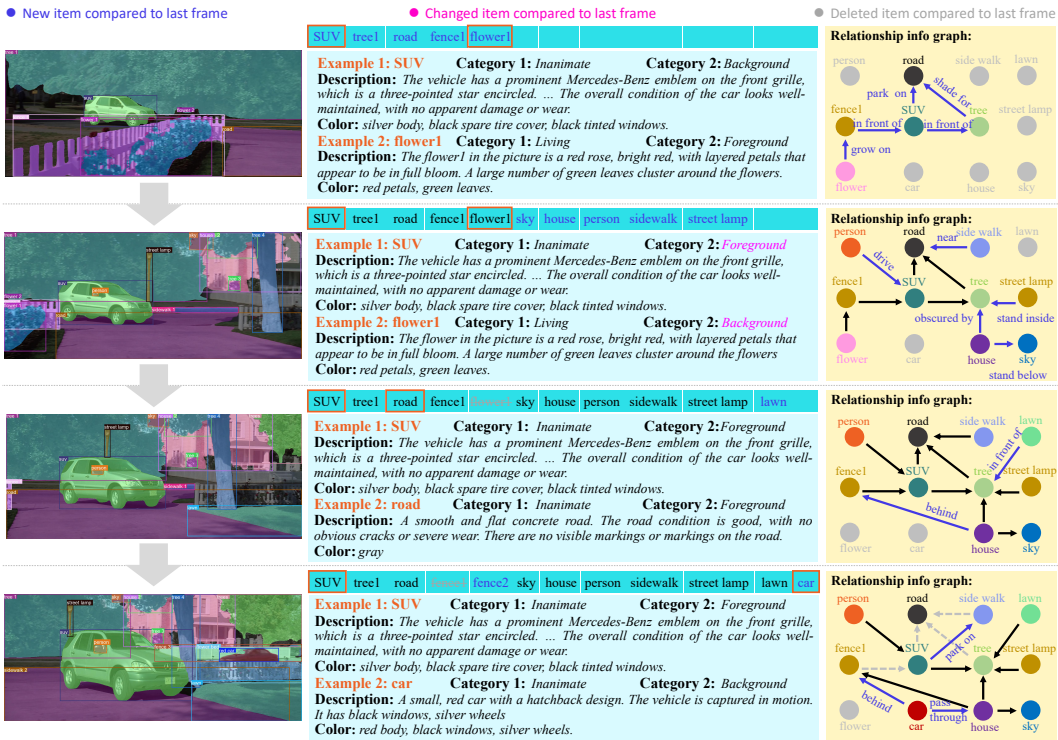 New item compared to last frame
Changed item compared to last frame
Deleted item compared to last frame
SUV tree1 road fence1 flower1
Example 1: SUV Category 1: Inanimate Category 2: Background
Description: The vehicle has a prominent Mercedes-Benz emblem on the front grille,
which is a three-pointed star encircled. ... The overall condition of the car looks well-
maintained, with no apparent damage or wear.
Color: silver body, black spare tire cover, black tinted windows.
Example 2: flower1 Category 1: Living Category 2: Foreground
Description: The flower1 in the picture is a red rose, bright red, with layered petals that
appear to be in full bloom. A large number of green leaves cluster around the flowers.
Color: red petals, green leaves.
Relationship info graph:
person road side walk lawn
park on shade for
fence1 in front of SUV in front of tree street lamp
grow on
flower car house sky
SUV tree1 road fence1 flower1 sky house person sidewalk street lamp
street lamp
person
Example 1: SUV Category 1: Inanimate Category 2: Foreground
Description: The vehicle has a prominent Mercedes-Benz emblem on the front grille,
which is a three-pointed star encircled. ... The overall condition of the car looks well-
maintained, with no apparent damage or wear.
Color: silver body, black spare tire cover, black tinted windows.
Example 2: flower1 Category 1: Living Category 2: Background
Description: The flower in the picture is a red rose, bright red, with layered petals that
appear to be in full bloom. A large number of green leaves cluster around the flowers
Color: red petals, green leaves.
Relationship info graph:
person road side walk lawn
near
drive
fence1 SUV tree street lamp
obscured by stand inside
flower car house sky
stand below
SUV tree1 road fence1 sky house person sidewalk street lamp lawn
street lamp
person
Example 1: SUV Category 1: Inanimate Category 2: Foreground
Description: The vehicle has a prominent Mercedes-Benz emblem on the front grille,
which is a three-pointed star encircled. ... The overall condition of the car looks well-
maintained, with no apparent damage or wear.
Color: silver body, black spare tire cover, black tinted windows.
Example 2: road Category 1: Inanimate Category 2: Foreground
Description: A smooth and flat concrete road. The road condition is good, with no
obvious cracks or severe wear. There are no visible markings or markings on the road.
Color: gray
Relationship info graph:
person road side walk lawn
in front of
fence1 SUV tree street lamp
behind
flower car house sky
SUV tree1 road fence2 sky house person sidewalk street lamp lawn car
street lamp
person
Example 1: SUV Category 1: Inanimate Category 2: Foreground
Description: The vehicle has a prominent Mercedes-Benz emblem on the front grille,
which is a three-pointed star encircled. ... The overall condition of the car looks well-
maintained, with no apparent damage or wear.
Color: silver body, black spare tire cover, black tinted windows.
Example 2: car Category 1: Inanimate Category 2: Background
Description: A small, red car with a hatchback design. The vehicle is captured in motion.
It has black windows, silver wheels
Color: red body, black windows, silver wheels.
Relationship info graph:
person road side walk lawn
park on
fence1 SUV tree street lamp
behind pass through
flower car house sky